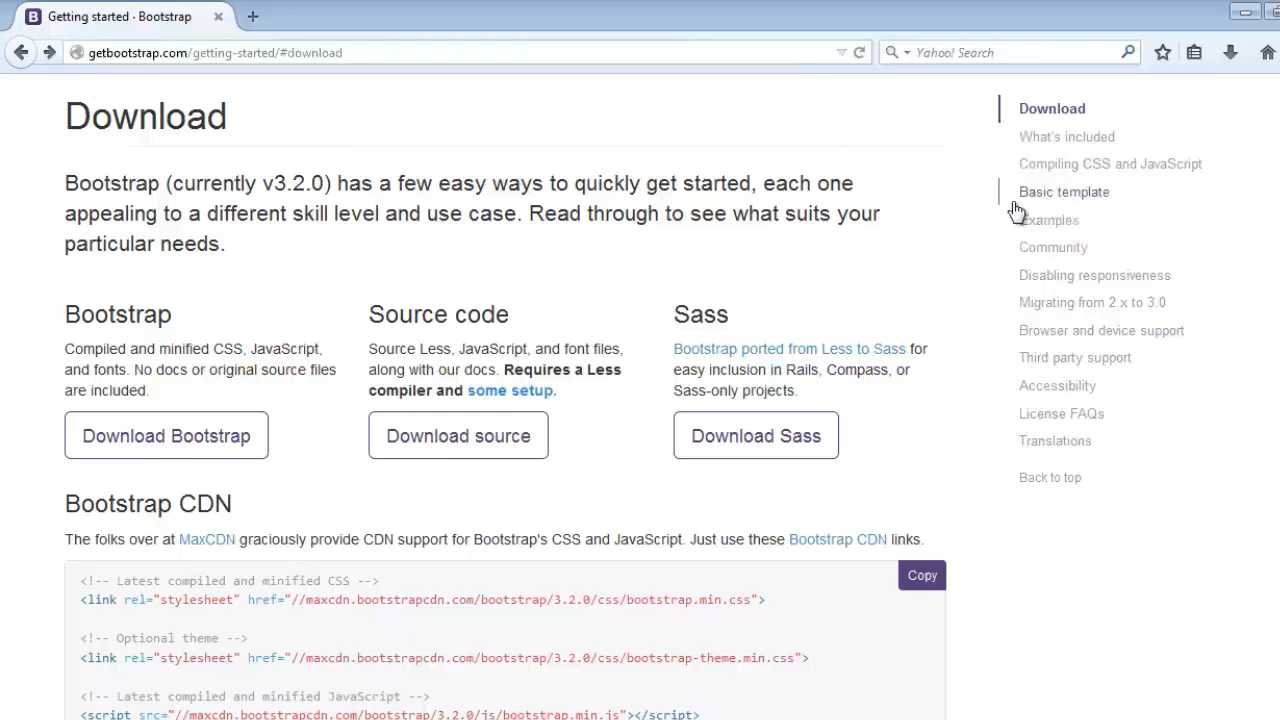 Getting started · Bootstrap
getbootstrap.com/getting-started/#download
Yahoo! Search
Download
Bootstrap (currently v3.2.0) has a few easy ways to quickly get started, each one
appealing to a different skill level and use case. Read through to see what suits your
particular needs.
Bootstrap
Compiled and minified CSS, JavaScript,
and fonts. No docs or original source files
are included.
Download Bootstrap
Source code
Source Less, JavaScript, and font files,
along with our docs. Requires a Less
compiler and some setup.
Download source
Sass
Bootstrap ported from Less to Sass for
easy inclusion in Rails, Compass, or
Sass-only projects.
Download Sass
Bootstrap CDN
The folks over at MaxCDN graciously provide CDN support for Bootstrap's CSS and JavaScript. Just use these Bootstrap CDN links.
Copy
<!-- Latest compiled and minified CSS -->
<link rel="stylesheet" href="//maxcdn.bootstrapcdn.com/bootstrap/3.2.0/css/bootstrap.min.css">
<!-- Optional theme -->
<link rel="stylesheet" href="//maxcdn.bootstrapcdn.com/bootstrap/3.2.0/css/bootstrap-theme.min.css">
<!-- Latest compiled and minified JavaScript -->
<script src="//maxcdn.bootstrapcdn.com/bootstrap/3.2.0/js/bootstrap.min.js"></script>
Download
What's included
Compiling CSS and JavaScript
Basic template
Examples
Community
Disabling responsiveness
Migrating from 2.x to 3.0
Browser and device support
Third party support
Accessibility
License FAQs
Translations
Back to top